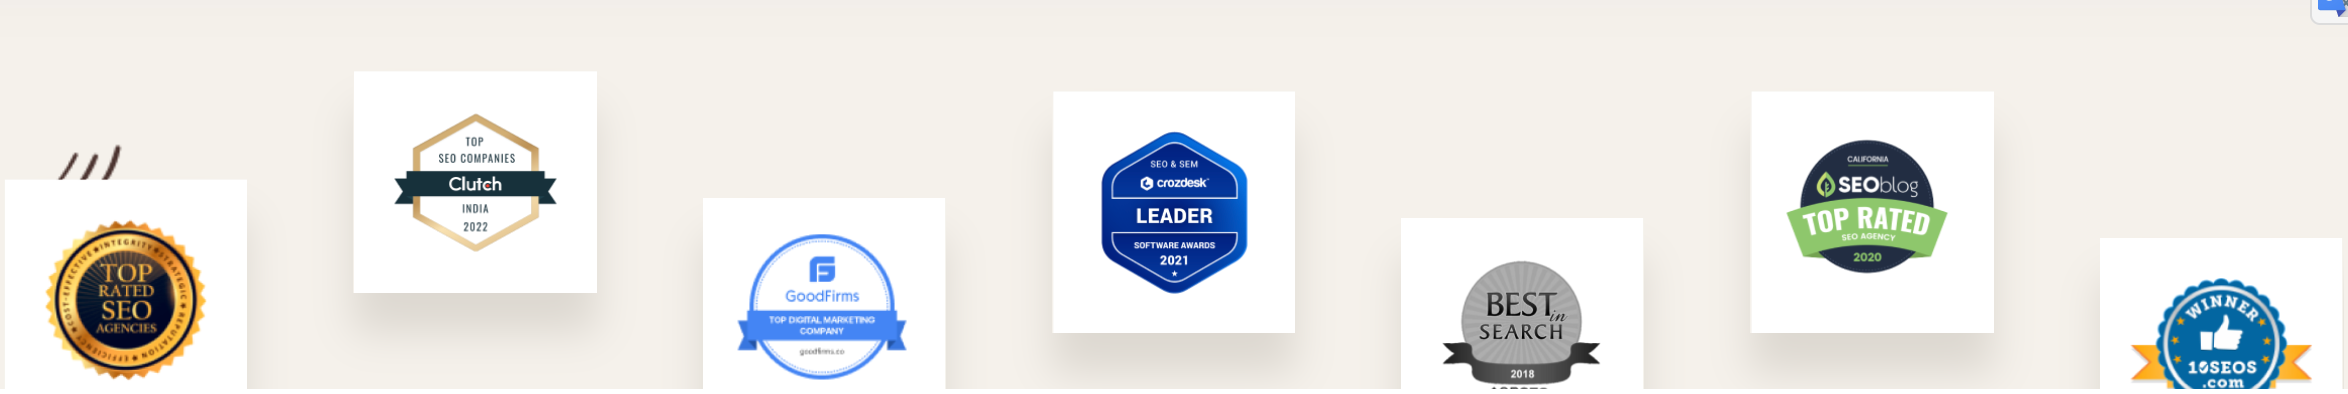 COST-EFFECTIVE ★ INTEGRITY ★ STRATEGIC ★ REPUTATION ★ EFFICIENCY
TOP
RATED
SEO
AGENCIES
TOP
SEO COMPANIES
Clutch
INDIA
2022
GoodFirms
TOP DIGITAL MARKETING
COMPANY
goodfirms.co
SEO & SEM
crozdesk
LEADER
SOFTWARE AWARDS
2021
BEST
in
SEARCH
2018
CALIFORNIA
SEOblog
TOP RATED
SEO AGENCY
2020
WINNER
10SEOS
.com